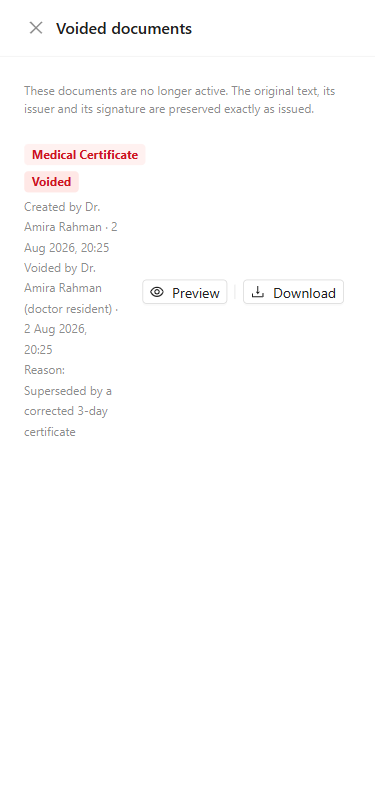 Voided documents
These documents are no longer active. The original text, its
issuer and its signature are preserved exactly as issued.
Medical Certificate
Voided
Created by Dr.
Amira Rahman · 2
Aug 2026, 20:25
Voided by Dr.
Amira Rahman
(doctor resident) ·
2 Aug 2026,
20:25
Reason:
Superseded by a
corrected 3-day
certificate
Preview
Download